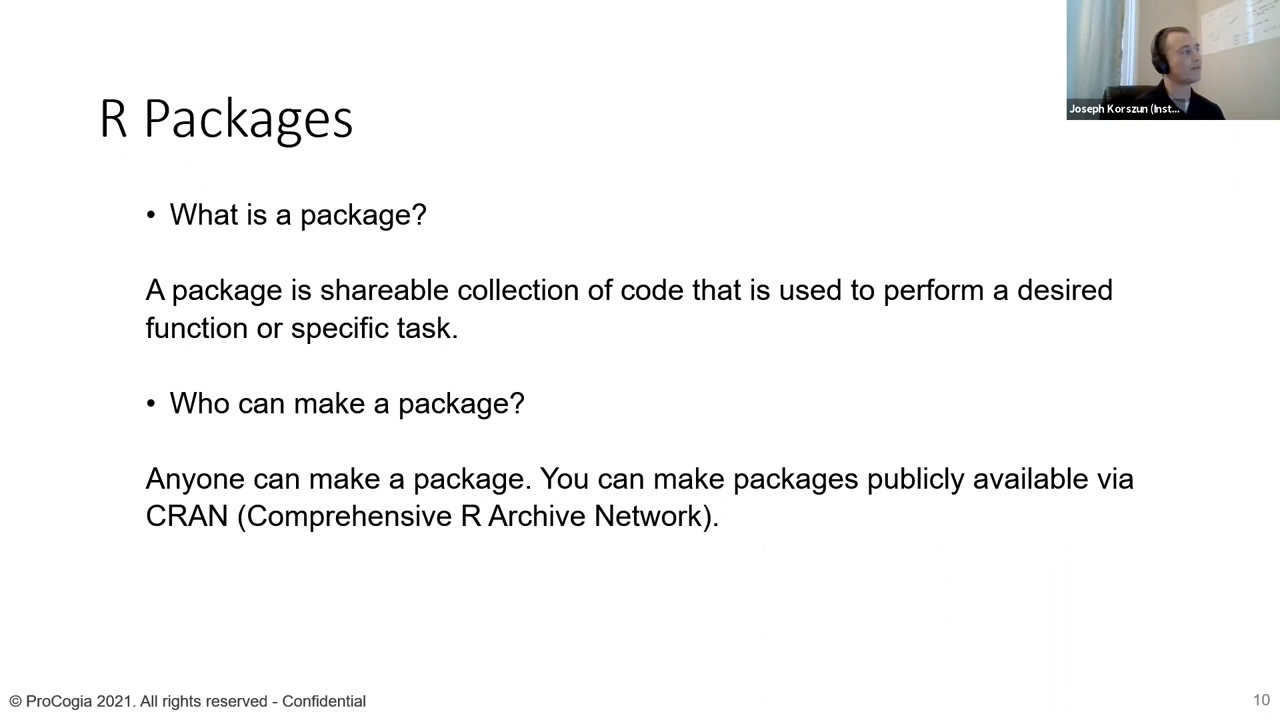 R Packages
Joseph Korszun (Inst...
• What is a package?
A package is shareable collection of code that is used to perform a desired
function or specific task.
• Who can make a package?
Anyone can make a package. You can make packages publicly available via
CRAN (Comprehensive R Archive Network).
© ProCogia 2021. All rights reserved - Confidential
10